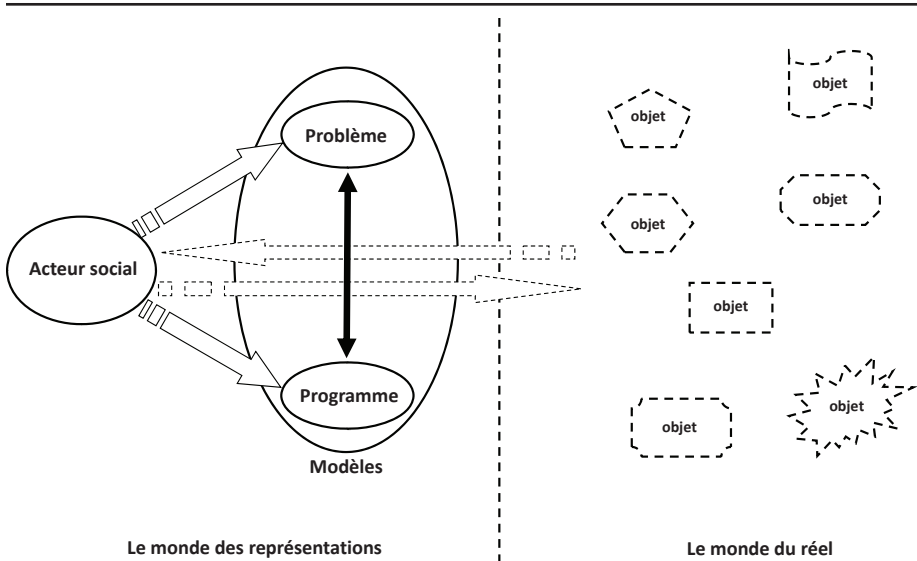 Problème
Acteur social
Programme
Modèles
Le monde des représentations
objet
objet
objet
objet
objet
objet
objet
Le monde du réel